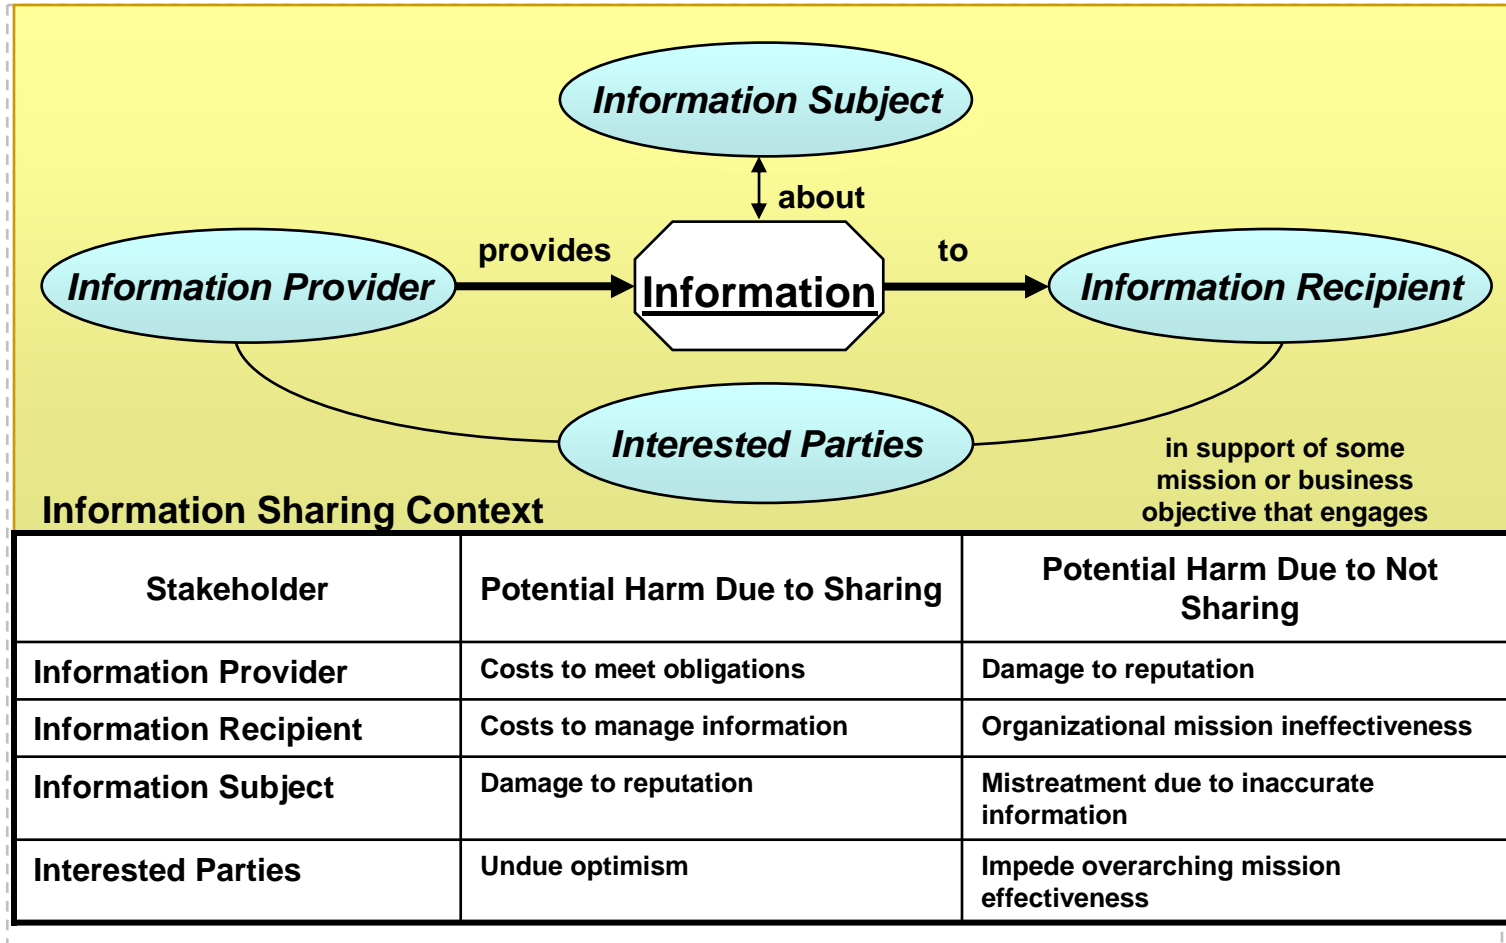 Information Subject
about
provides
to
Information Provider
Information
Information Recipient
Interested Parties
in support of some
mission or business
objective that engages
Information Sharing Context
Stakeholder
Potential Harm Due to Sharing
Potential Harm Due to Not
Sharing
Information Provider
Costs to meet obligations
Damage to reputation
Information Recipient
Costs to manage information
Organizational mission ineffectiveness
Information Subject
Damage to reputation
Mistreatment due to inaccurate
information
Interested Parties
Undue optimism
Impede overarching mission
effectiveness